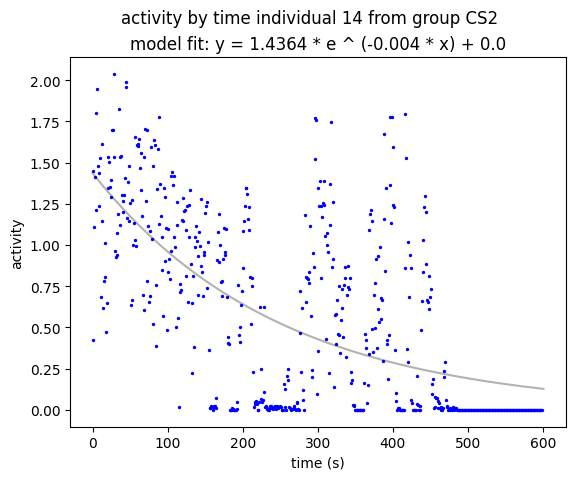 activity by time individual 14 from group CS2
model fit: y = 1.4364 * e ^ (-0.004 * x) + 0.0
2.00
1.75
1.50
1.25
1.00
0.75
0.50
0.25
0.00
activity
0 100 200 300 400 500 600
time (s)